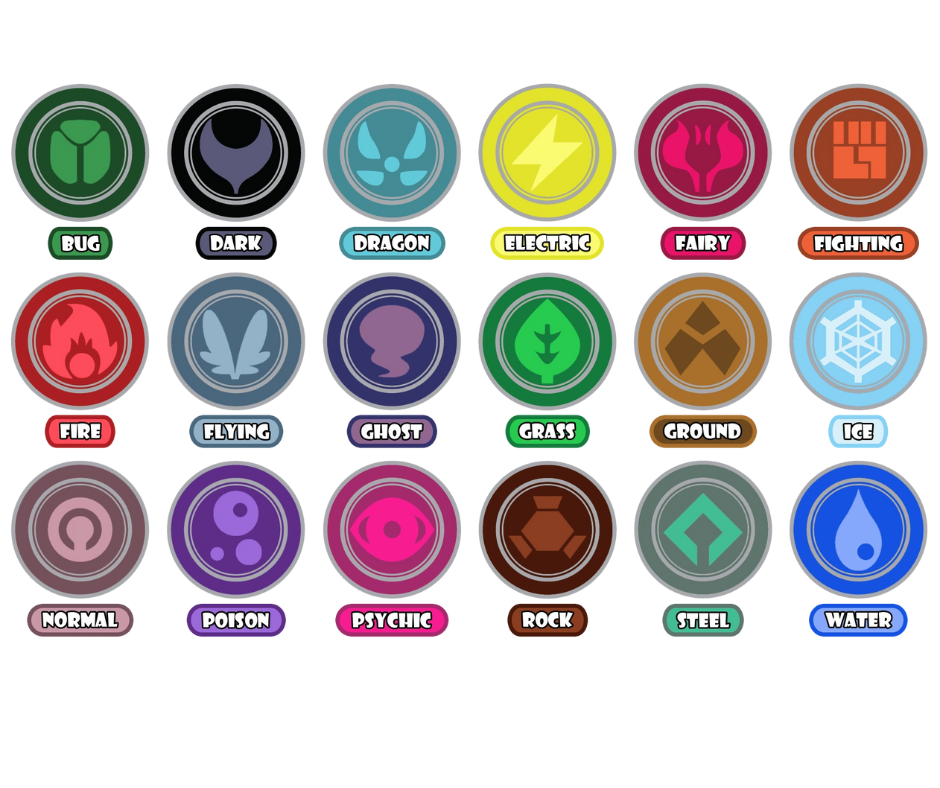 BUG
DARK
DRAGON
ELECTRIC
FAIRY
FIGHTING
FIRE
FLYING
GHOST
GRASS
GROUND
ICE
NORMAL
POISON
PSYCHIC
ROCK
STEEL
WATER